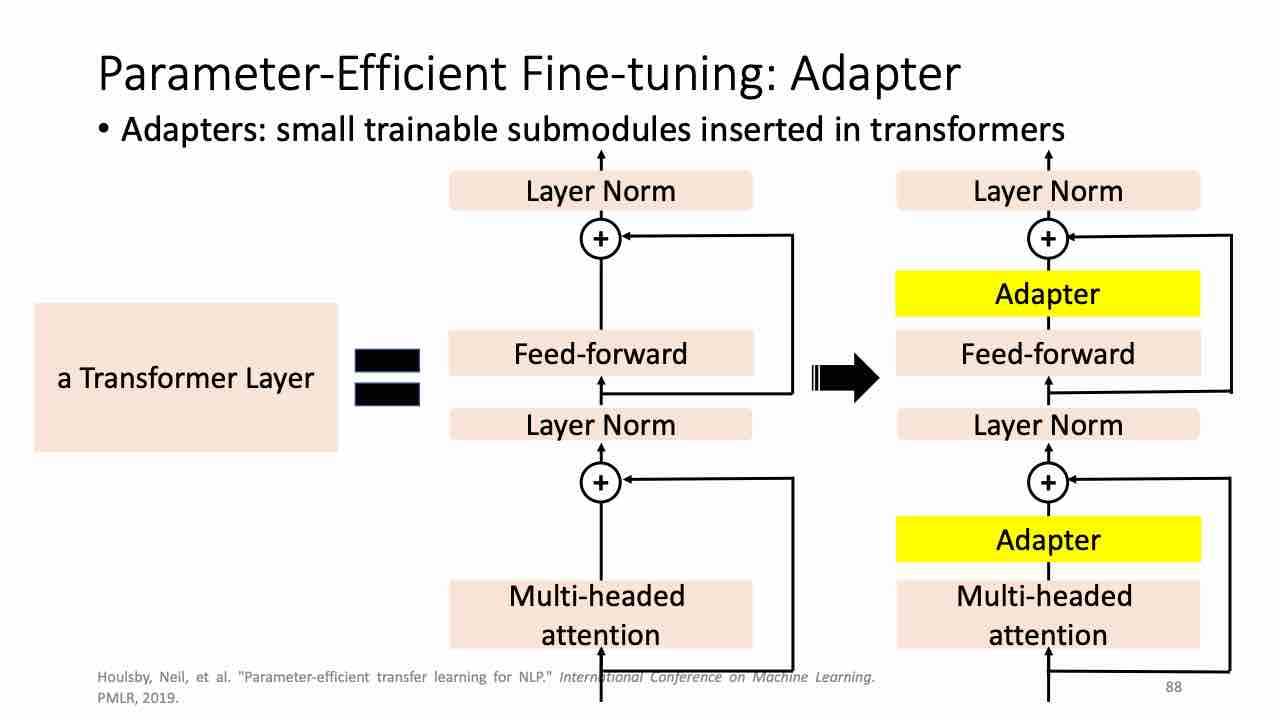 Parameter-Efficient Fine-tuning: Adapter
• Adapters: small trainable submodules inserted in transformers
a Transformer Layer
Layer Norm
+
Feed-forward
Layer Norm
+
Multi-headed
attention
Layer Norm
+
Adapter
Feed-forward
Layer Norm
+
Adapter
Multi-headed
attention
Houlsby, Neil, et al. "Parameter-efficient transfer learning for NLP." International Conference on Machine Learning.
PMLR, 2019.
88